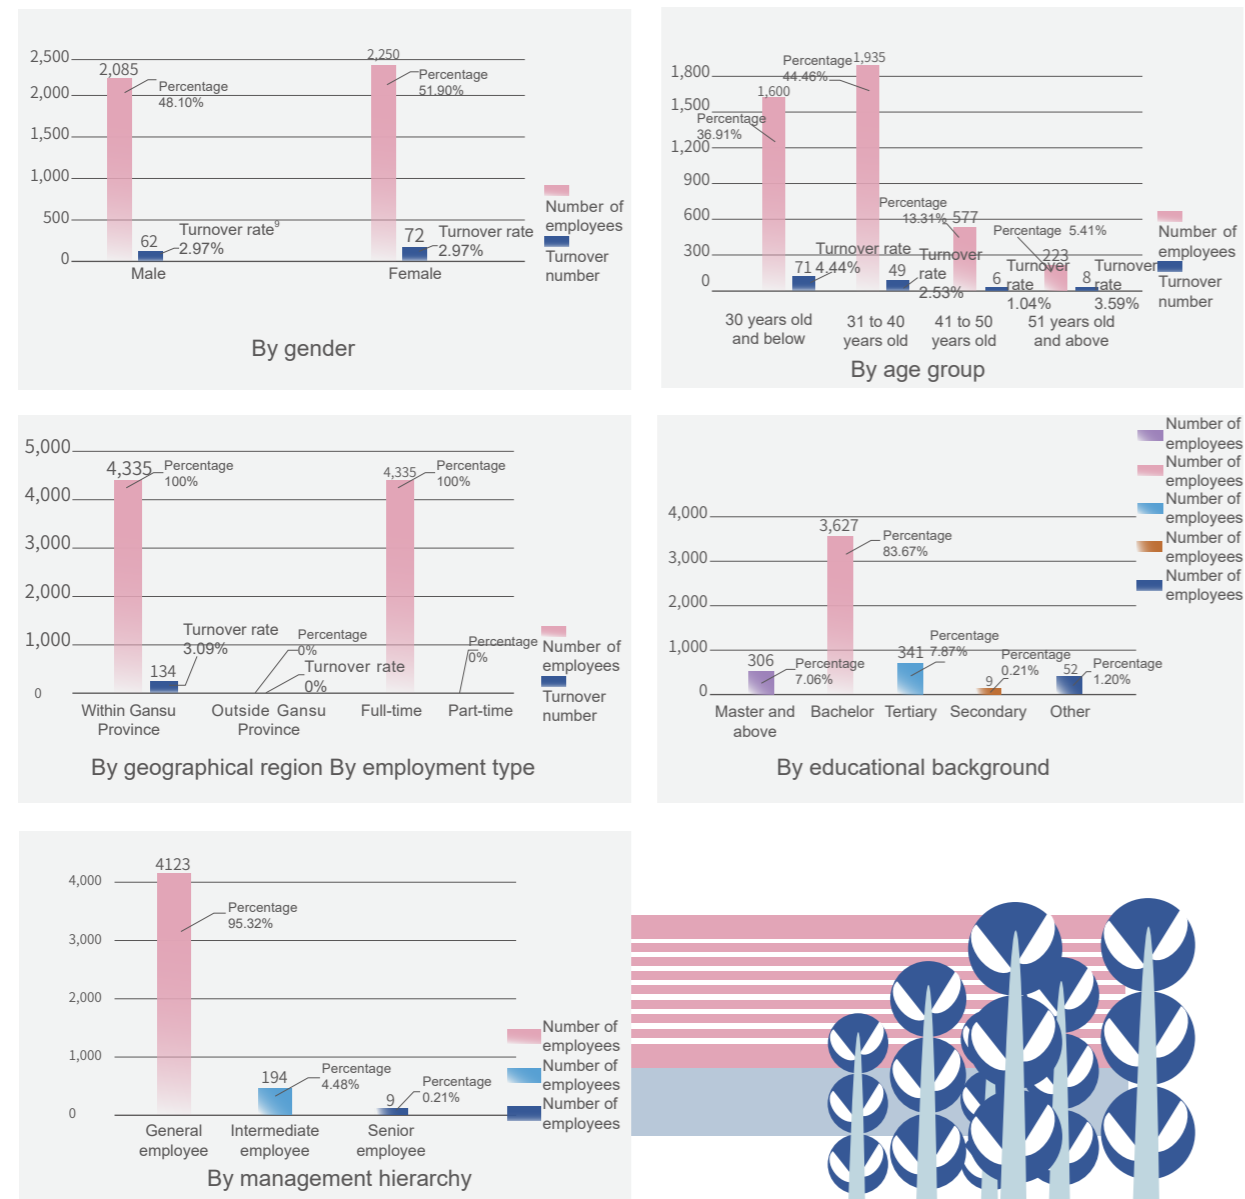 2,500
2,000
1,500
1,000
500
0
2,085
Percentage
48.10%
62
Turnover rate9
2.97%
2,250
Percentage
51.90%
72
Turnover rate
2.97%
Male
Female
Number of
employees
Turnover
number
By gender
1,800
1,500
1,200
900
600
300
0
1,600
Percentage
36.91%
71
Turnover rate
4.44%
1,935
Percentage
44.46%
49
Turnover
rate
2.53%
577
Percentage
13.31%
6
Turnover
rate
1.04%
223
Percentage 5.41%
8
Turnover
rate
3.59%
30 years old
and below
31 to 40
years old
41 to 50
years old
51 years old
and above
Number of
employees
Turnover
number
By age group
5,000
4,000
3,000
2,000
1,000
0
4,335
Percentage
100%
134
Turnover rate
3.09%
Percentage
0%
Turnover rate
0%
4,335
Percentage
100%
Percentage
0%
Within Gansu
Province
Outside Gansu
Province
Full-time
Part-time
Number of
employees
Turnover
number
By geographical region By employment type
Number of
employees
Number of
employees
Number of
employees
Number of
employees
Number of
employees
4,000
3,000
2,000
1,000
0
306
Percentage
7.06%
3,627
Percentage
83.67%
341
Percentage
7.87%
9
Percentage
0.21%
52
Percentage
1.20%
Master and
above
Bachelor
Tertiary
Secondary
Other
By educational background
4,000
3,000
2,000
1,000
0
4123
Percentage
95.32%
194
Percentage
4.48%
9
Percentage
0.21%
General
employee
Intermediate
employee
Senior
employee
Number of
employees
Number of
employees
Number of
employees
By management hierarchy